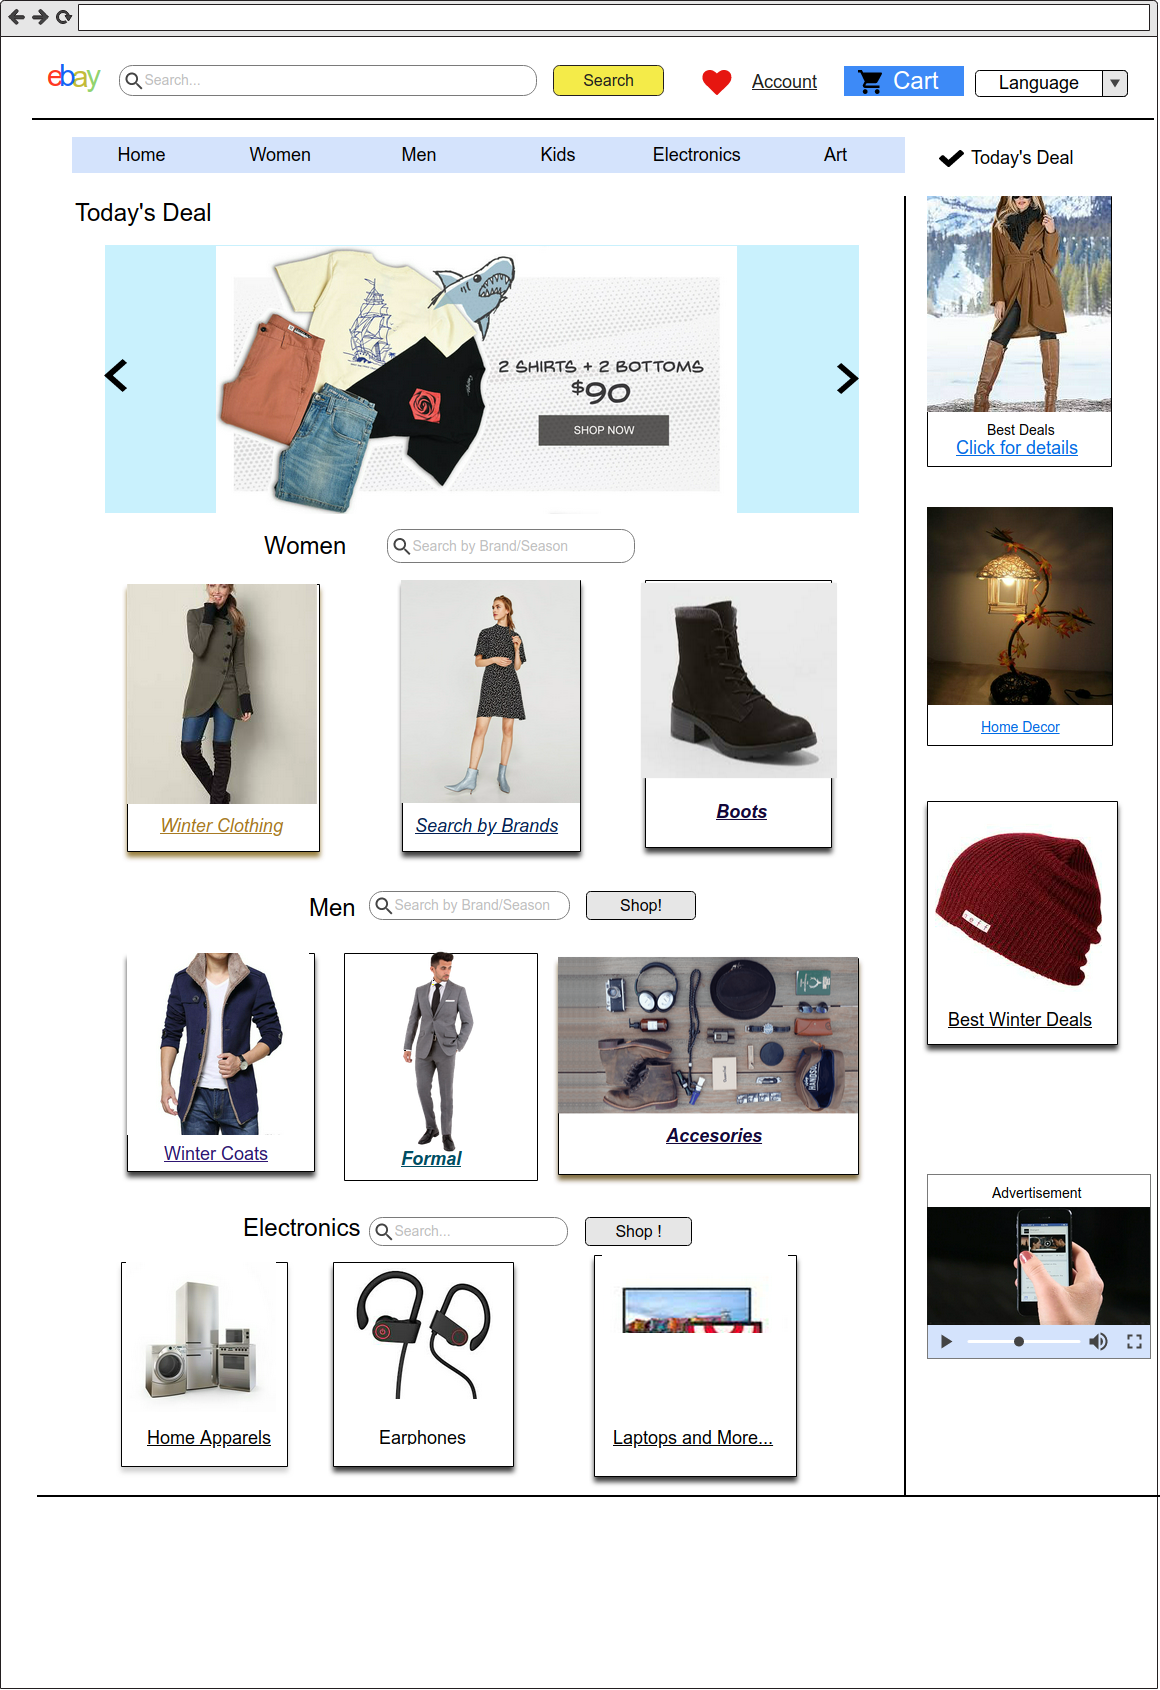 ebay
Search...
Search
Account
Cart
Language
Home
Women
Men
Kids
Electronics
Art
Today's Deal
Today's Deal
2 SHIRTS + 2 BOTTOMS
$90
SHOP NOW
Best Deals
Click for details
Women
Search by Brand/Season
Home Decor
Winter Clothing
Search by Brands
Boots
Men
Search by Brand/Season
Shop!
Best Winter Deals
Winter Coats
Formal
Accesories
Advertisement
Electronics
Search...
Shop !
Home Apparels
Earphones
Laptops and More...